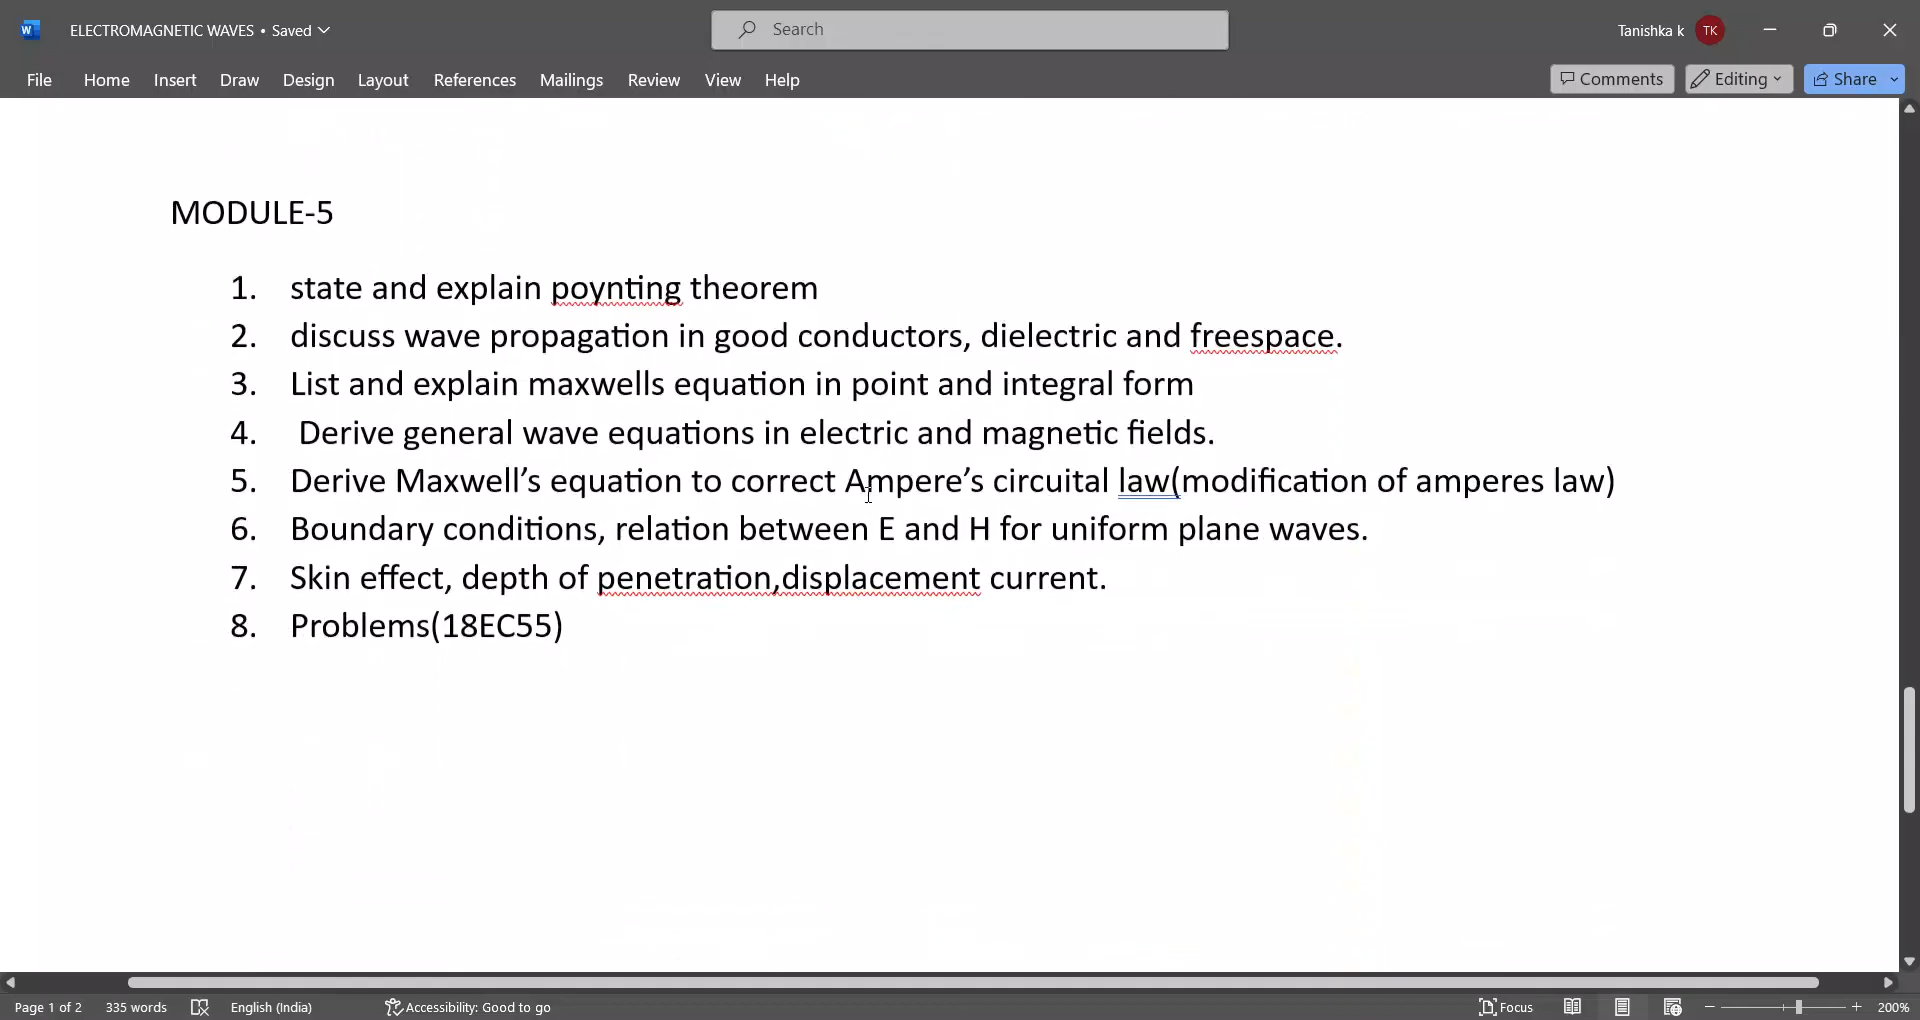 ELECTROMAGNETIC WAVES • Saved
Search
Tanishka k
TK
File Home Insert Draw Design Layout References Mailings Review View Help
Comments Editing Share
MODULE-5
1. state and explain poynting theorem
2. discuss wave propagation in good conductors, dielectric and freespace.
3. List and explain maxwells equation in point and integral form
4. Derive general wave equations in electric and magnetic fields.
5. Derive Maxwell’s equation to correct Ampere’s circuital law(modification of amperes law)
6. Boundary conditions, relation between E and H for uniform plane waves.
7. Skin effect, depth of penetration,displacement current.
8. Problems(18EC55)
Page 1 of 2 335 words English (India) Accessibility: Good to go Focus 200%